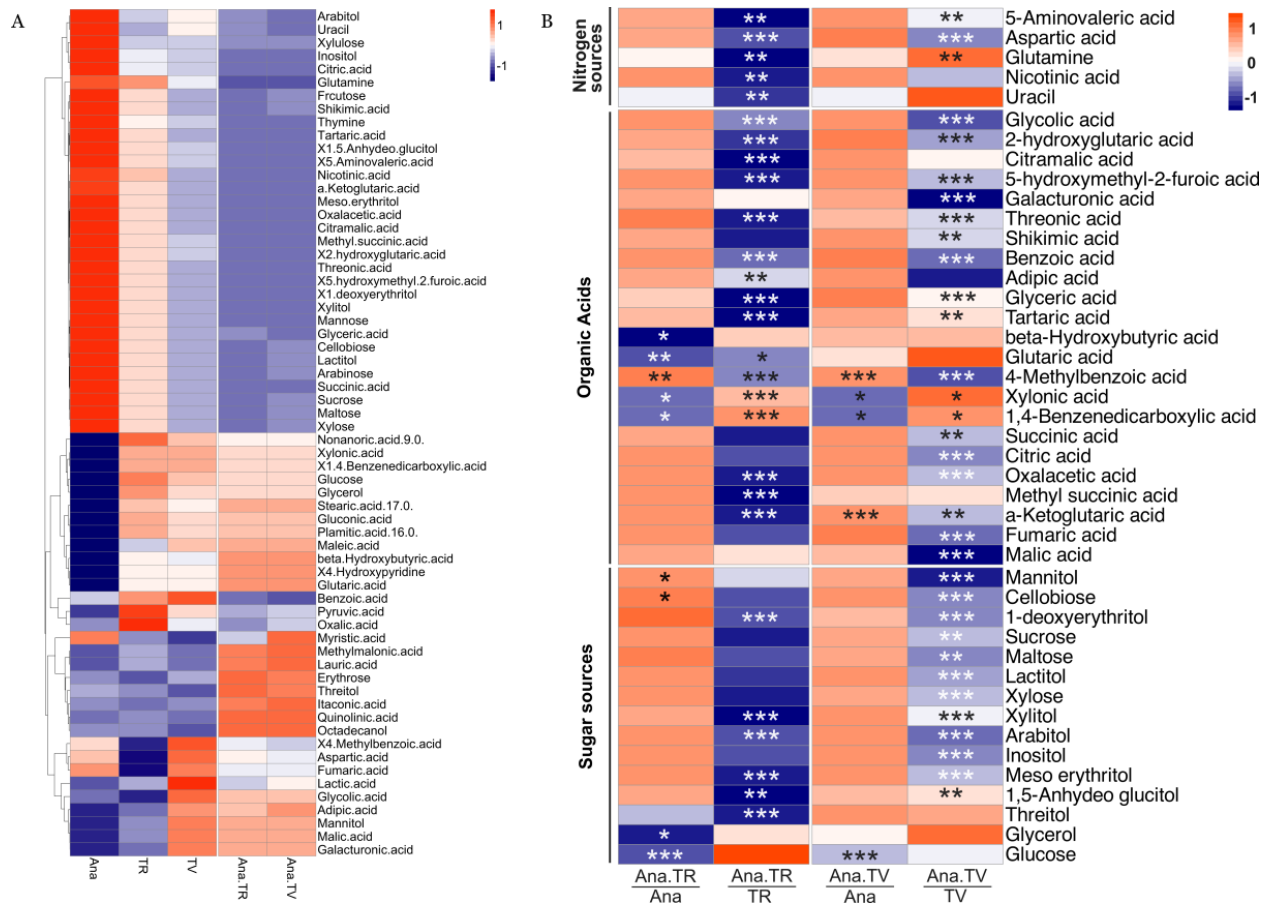 A
Arabitol
Uracil
Xylulose
Inositol
Citric.acid
Glutamine
Frcutose
Shikimic.acid
Thymine
Tartaric.acid
X1.5.Anhydeo.glucitol
X5.Aminovaleric.acid
Nicotinic.acid
a.Ketoglutaric.acid
Meso.erythritol
Oxalacetic.acid
Citramalic.acid
Methyl.succinic.acid
X2.hydroxyglutaric.acid
Threonic.acid
X5.hydroxymethyl.2.furoic.acid
X1.deoxyerythritol
Xylitol
Mannose
Glyceric.acid
Cellobiose
Lactitol
Arabinose
Succinic.acid
Sucrose
Maltose
Xylose
Nonanoric.acid.9.0.
Xylonic.acid
X1.4.Benzenedicarboxylic.acid
Glucose
Glycerol
Stearic.acid.17.0.
Gluconic.acid
Plamitic.acid.16.0.
Maleic.acid
beta.Hydroxybutyric.acid
X4.Hydroxypyridine
Glutaric.acid
Benzoic.acid
Pyruvic.acid
Oxalic.acid
Myristic.acid
Methylmalonic.acid
Lauric.acid
Erythrose
Threitol
Itaconic.acid
Quinolinic.acid
Octadecanol
X4.Methylbenzoic.acid
Aspartic.acid
Fumaric.acid
Lactic.acid
Glycolic.acid
Adipic.acid
Mannitol
Malic.acid
Galacturonic.acid
Ana TR TV Ana.TR Ana.TV
1
-1
B
Nitrogen
sources
** ** 5-Aminovaleric acid
*** *** Aspartic acid
** ** Glutamine
** Nicotinic acid
** Uracil
Organic Acids
*** *** Glycolic acid
*** *** 2-hydroxyglutaric acid
*** Citramalic acid
*** *** 5-hydroxymethyl-2-furoic acid
*** Galacturonic acid
*** *** Threonic acid
** Shikimic acid
*** *** Benzoic acid
** Adipic acid
*** *** Glyceric acid
*** ** Tartaric acid
* beta-Hydroxybutyric acid
** * Glutaric acid
** *** *** *** 4-Methylbenzoic acid
* *** * * Xylonic acid
* *** * * 1,4-Benzenedicarboxylic acid
** Succinic acid
*** Citric acid
*** *** Oxalacetic acid
*** Methyl succinic acid
*** *** ** a-Ketoglutaric acid
*** Fumaric acid
*** Malic acid
Sugar sources
* *** Mannitol
* *** Cellobiose
*** *** 1-deoxyerythritol
** Sucrose
** Maltose
*** Lactitol
*** Xylose
*** *** Xylitol
*** *** Arabitol
*** Inositol
*** *** Meso erythritol
** ** 1,5-Anhydeo glucitol
*** Threitol
* Glycerol
*** *** Glucose
Ana.TR Ana.TR Ana.TV Ana.TV
Ana TR Ana TV
1
0
-1